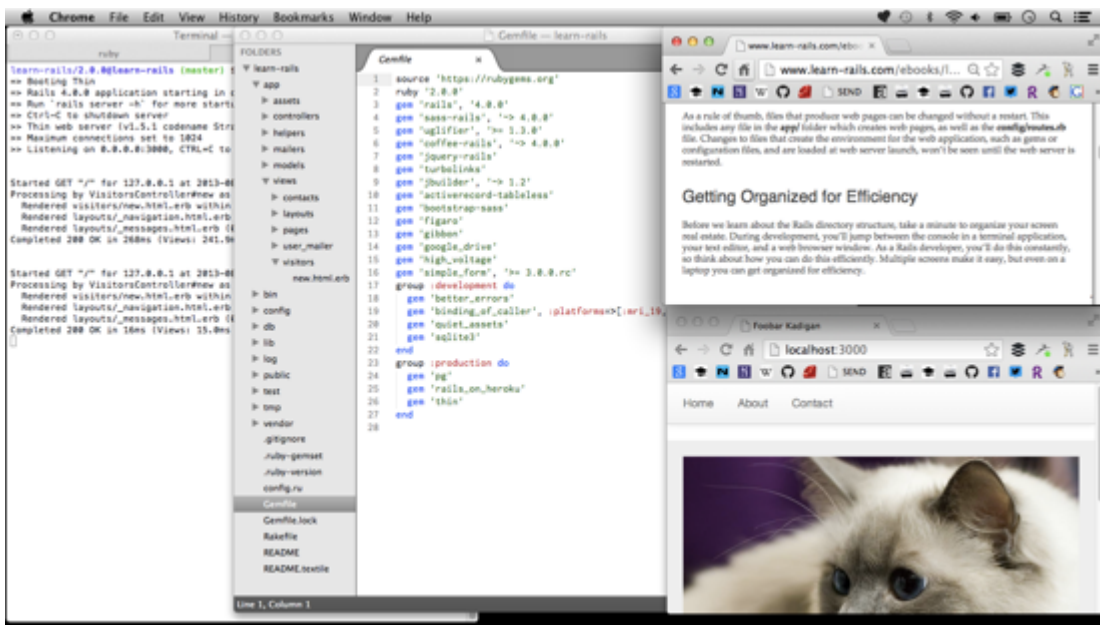 Chrome File Edit View History Bookmarks Window Help
Terminal —
ruby
learn-rails/2.0.0@learn-rails (master) $
=> Booting Thin
=> Rails 4.0.0 application starting in
=> Run `rails server -h` for more
=> Ctrl-C to shutdown server
>> Thin web server (v1.5.1 codename
>> Maximum connections set to 1024
>> Listening on 0.0.0.0:3000, CTRL+C to
Started GET "/" for 127.0.0.1 at
Processing by VisitorsController#new as
Rendered visitors/new.html.erb within
Rendered layouts/_navigation.html.erb
Rendered layouts/_messages.html.erb
Completed 200 OK in 268ms (Views:
Started GET "/" for 127.0.0.1 at
Processing by VisitorsController#new as
Rendered visitors/new.html.erb within
Rendered layouts/_navigation.html.erb
Rendered layouts/_messages.html.erb
Completed 200 OK in 16ms (Views:
Gemfile — learn-rails
FOLDERS
learn-rails
app
assets
controllers
helpers
mailers
models
views
contacts
layouts
pages
user_mailer
visitors
new.html.erb
bin
config
db
lib
log
public
test
tmp
vendor
.gitignore
.ruby-gemset
.ruby-version
config.ru
Gemfile
Gemfile.lock
Rakefile
README
README.textile
Line 1, Column 1
Gemfile
1 source 'https://rubygems.org'
2 ruby '2.0.0'
3 gem 'rails', '4.0.0'
4 gem 'sass-rails', '~> 4.0.0'
5 gem 'uglifier', '>= 1.3.0'
6 gem 'coffee-rails', '~> 4.0.0'
7 gem 'jquery-rails'
8 gem 'turbolinks'
9 gem 'jbuilder', '~> 1.2'
10 gem 'activerecord-tableless'
11 gem 'bootstrap-sass'
12 gem 'figaro'
13 gem 'gibbon'
14 gem 'google_drive'
15 gem 'high_voltage'
16 gem 'simple_form', '>= 3.0.0.rc'
17 group :development do
18 gem 'better_errors'
19 gem 'binding_of_caller', :platforms=>[:mri_19,
20 gem 'quiet_assets'
21 gem 'sqlite3'
22 end
23 group :production do
24 gem 'pg'
25 gem 'rails_on_heroku'
26 gem 'thin'
27 end
28
www.learn-rails.com/ebo
www.learn-rails.com/ebooks/l...
SEND
As a rule of thumb, files that produce web pages can be changed without a restart. This
includes any file in the app/ folder which creates web pages, as well as the config/routes.rb
file. Changes to files that create the environment for the web application, such as gems or
configuration files, and are loaded at web server launch, won't be seen until the web server is
restarted.
Getting Organized for Efficiency
Before we learn about the Rails directory structure, take a minute to organize your screen
real estate. During development, you'll jump between the console in a terminal application,
your text editor, and a web browser. As a Rails developer, you'll do this constantly,
so think about how you can do this efficiently. Multiple screens make it easy, but even on a
laptop you can get organized for efficiency.
Foobar Kadigan
localhost:3000
SEND
Home About Contact